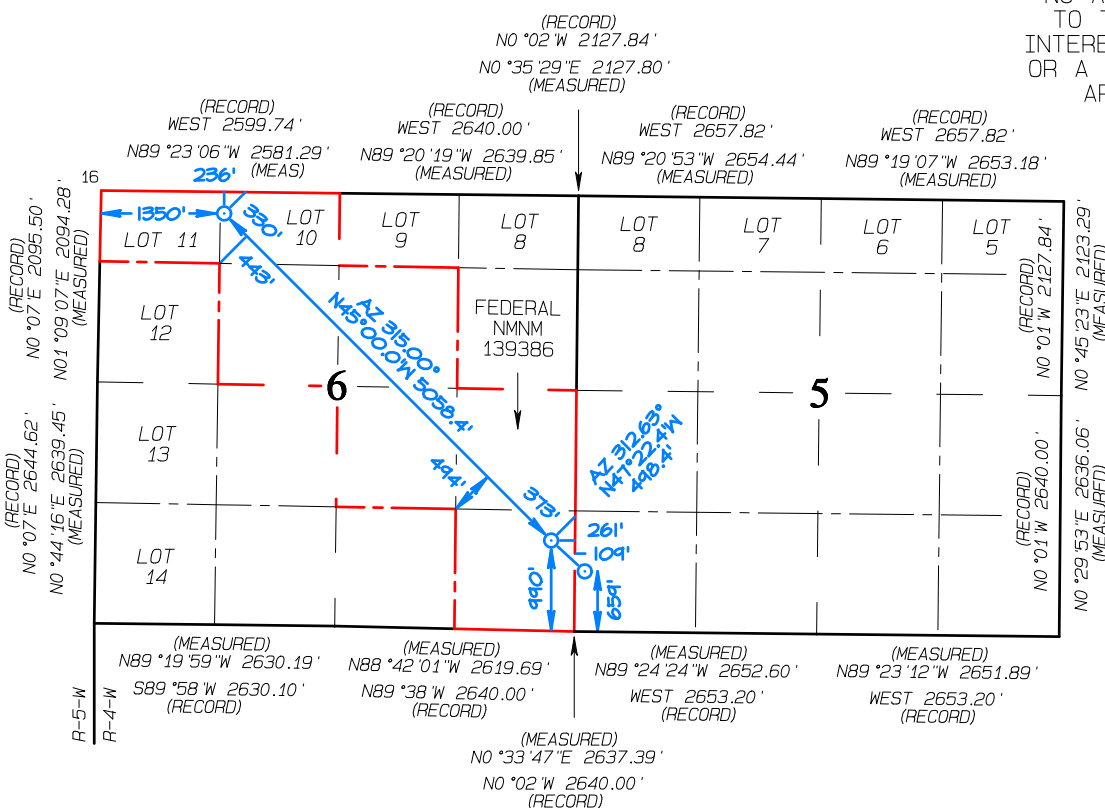 NO A
TO T
INTERE
OR A
AF
(RECORD)
N0°02'W 2127.84'
N0°35'29"E 2127.80'
(MEASURED)
(RECORD)
WEST 2599.74'
N89°23'06"W 2581.29'
(MEAS)
(RECORD)
WEST 2640.00'
N89°20'19"W 2639.85'
(MEASURED)
(RECORD)
WEST 2657.82'
N89°20'53"W 2654.44'
(MEASURED)
(RECORD)
WEST 2657.82'
N89°19'07"W 2653.18'
(MEASURED)
16
236'
1350'
330'
443'
LOT 11
LOT
10
LOT
9
LOT
8
LOT
8
LOT
7
LOT
6
LOT
5
(RECORD)
N0°07'E 2095.50'
N01°09'07"E 2094.28'
(MEASURED)
(RECORD)
N0°01'W 2127.84'
N0°45'23"E 2123.29'
(MEASURED)
LOT
12
AZ 315.00°
N45°00.0'W 5058.4'
FEDERAL
NMNM
139386
6
5
(RECORD)
N0°07'E 2644.62'
N0°44'16"E 2639.45'
(MEASURED)
LOT
13
494'
373'
AZ 312.63°
N47°22.4'W
498.4'
(RECORD)
N0°01'W 2640.00'
N0°29'53"E 2636.06'
(MEASURED)
261'
109'
990'
659'
LOT
14
R-5-W
R-4-W
(MEASURED)
N89°19'59"W 2630.19'
S89°58'W 2630.10'
(RECORD)
(MEASURED)
N88°42'01"W 2619.69'
N89°38'W 2640.00'
(RECORD)
(MEASURED)
N89°24'24"W 2652.60'
WEST 2653.20'
(RECORD)
(MEASURED)
N89°23'12"W 2651.89'
WEST 2653.20'
(RECORD)
(MEASURED)
N0°33'47"E 2637.39'
N0°02'W 2640.00'
(RECORD)